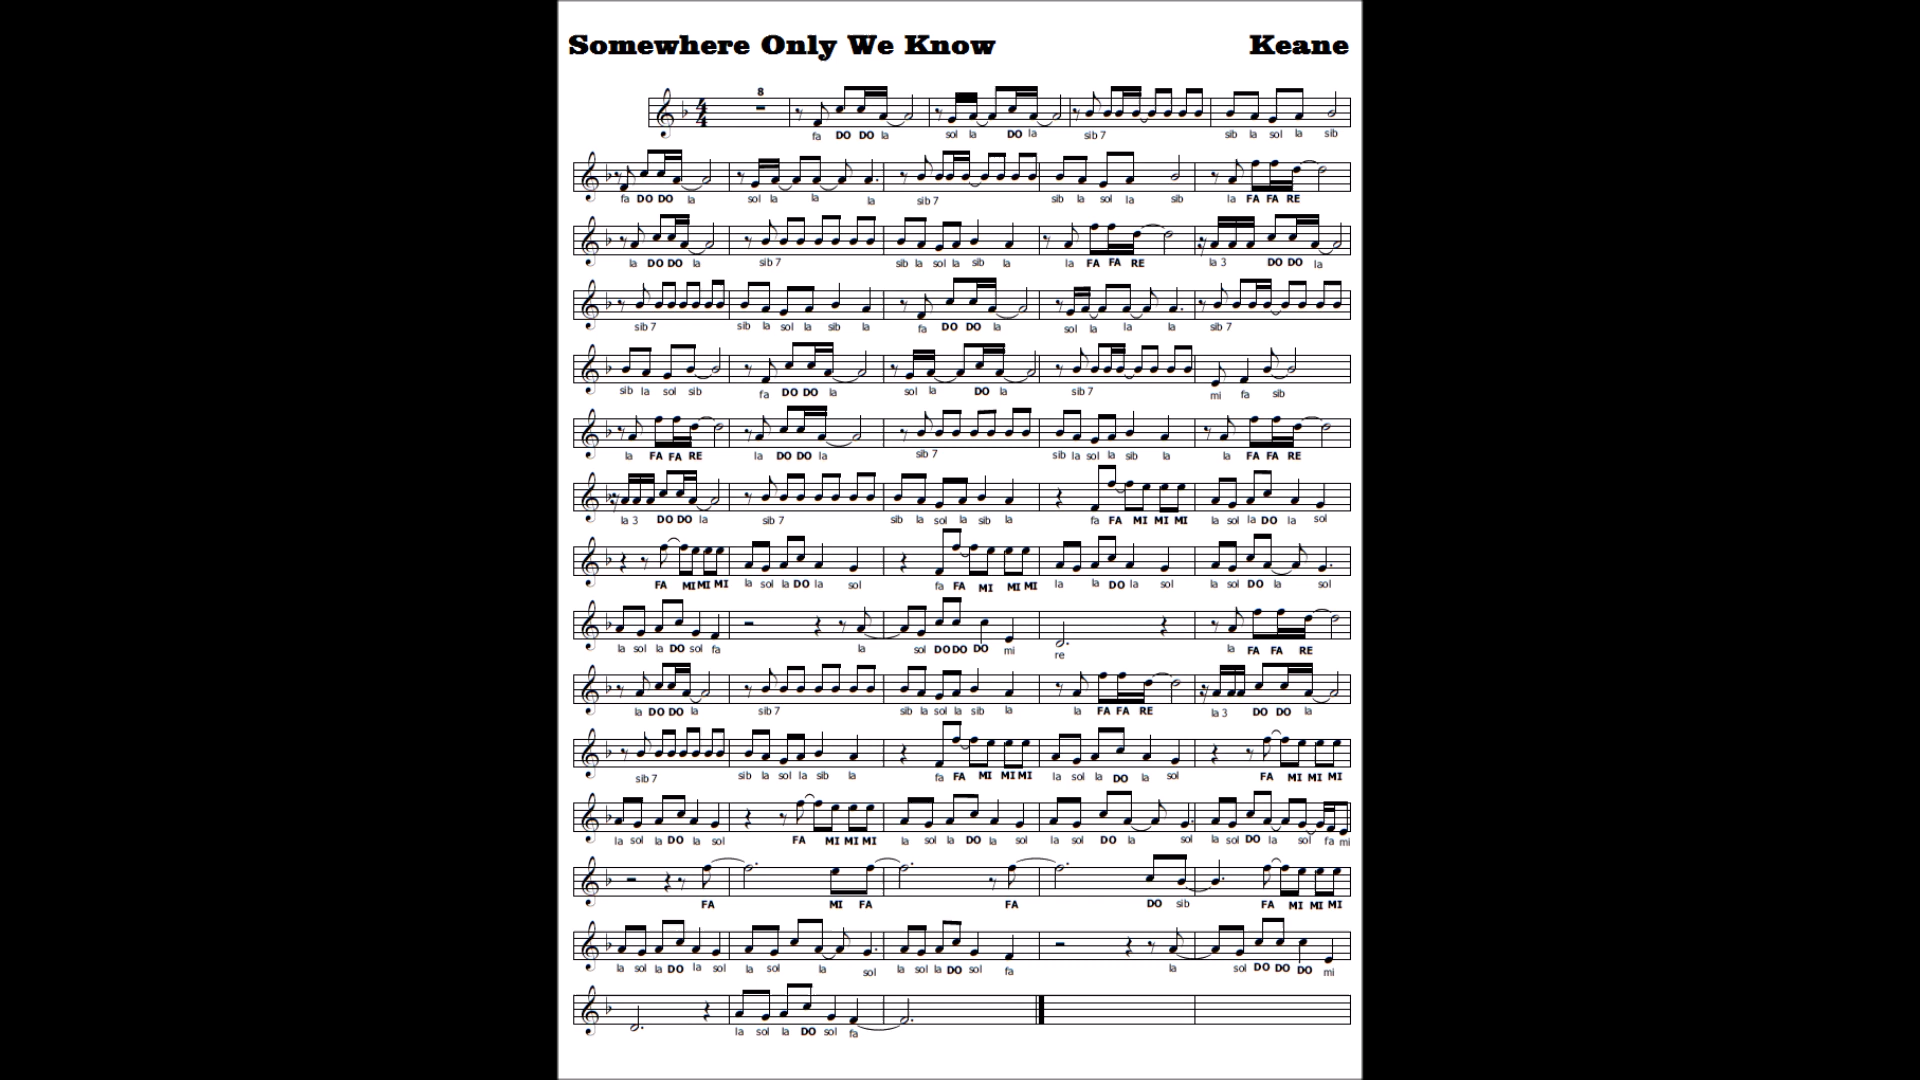 Somewhere Only We Know Keane
8
fa DO DO la sol la DO la sib 7 sib la sol la sib
fa DO DO la sol la la la sib 7 sib la sol la sib la FA FA RE
la DO DO la sib 7 sib la sol la sib la la FA FA RE la 3 DO DO la
sib 7 sib la sol la sib la fa DO DO la sol la la la sib 7
sib la sol sib fa DO DO la sol la DO la sib 7 mi fa sib
la FA FA RE la DO DO la sib 7 sib la sol la sib la la FA FA RE
la 3 DO DO la sib 7 sib la sol la sib la fa FA MI MI MI la sol la DO la sol
FA MI MI MI la sol la DO la sol fa FA MI MI MI la la DO la sol la sol DO la sol
la sol la DO sol fa la sol DO DO DO mi re la FA FA RE
la DO DO la sib 7 sib la sol la sib la la FA FA RE la 3 DO DO la
sib 7 sib la sol la sib la fa FA MI MI MI la sol la DO la sol FA MI MI MI
la sol la DO la sol FA MI MI MI la sol la DO la sol la sol DO la sol la sol DO la sol fa mi
FA MI FA FA DO sib FA MI MI MI
la sol la DO la sol la sol la sol la sol la DO sol fa la sol DO DO DO mi
la sol la DO sol fa